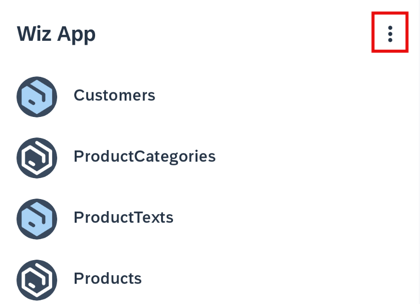 Wiz App
Customers
ProductCategories
ProductTexts
Products